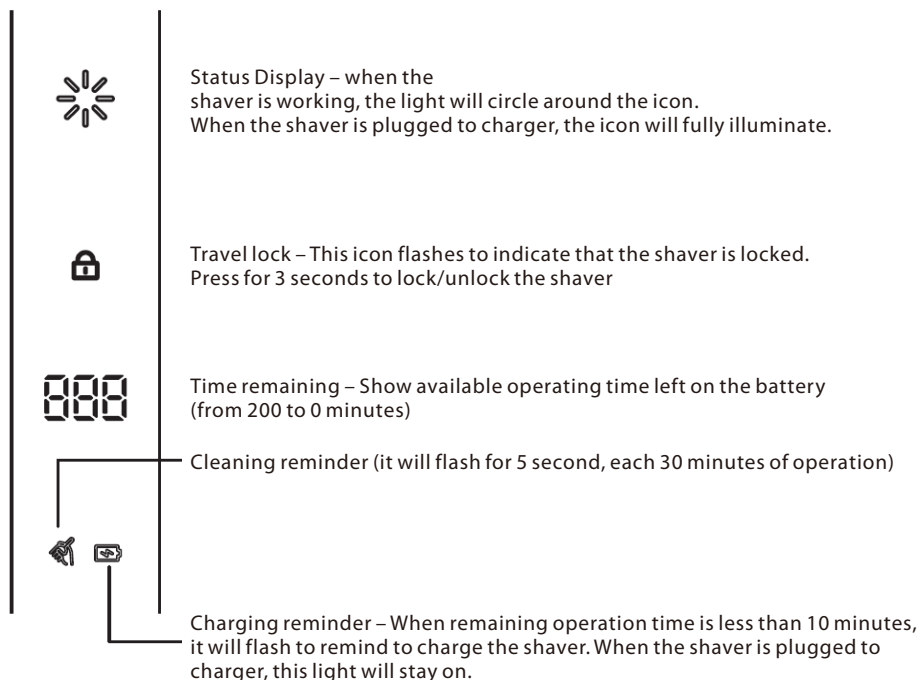 Status Display – when the
shaver is working, the light will circle around the icon.
When the shaver is plugged to charger, the icon will fully illuminate.
Travel lock – This icon flashes to indicate that the shaver is locked.
Press for 3 seconds to lock/unlock the shaver
888
Time remaining – Show available operating time left on the battery
(from 200 to 0 minutes)
Cleaning reminder (it will flash for 5 second, each 30 minutes of operation)
Charging reminder – When remaining operation time is less than 10 minutes,
it will flash to remind to charge the shaver. When the shaver is plugged to
charger, this light will stay on.